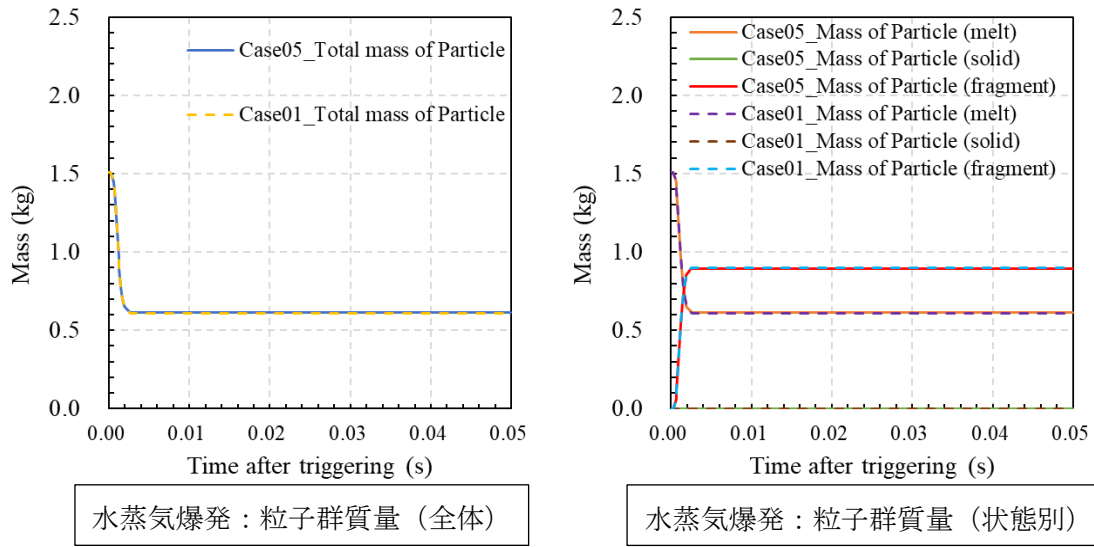 2.5
2.0
1.5
1.0
0.5
0.0
Mass (kg)
Case05_Total mass of Particle
Case01_Total mass of Particle
0.00 0.01 0.02 0.03 0.04 0.05
Time after triggering (s)
水蒸気爆発：粒子群質量（全体）
2.5
2.0
1.5
1.0
0.5
0.0
Mass (kg)
Case05_Mass of Particle (melt)
Case05_Mass of Particle (solid)
Case05_Mass of Particle (fragment)
Case01_Mass of Particle (melt)
Case01_Mass of Particle (solid)
Case01_Mass of Particle (fragment)
0.00 0.01 0.02 0.03 0.04 0.05
Time after triggering (s)
水蒸気爆発：粒子群質量（状態別）